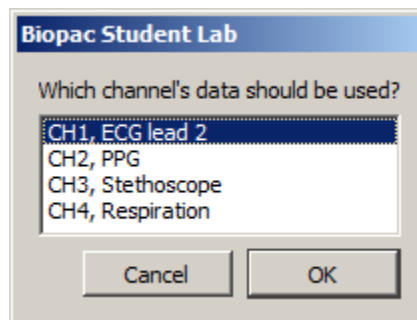 Biopac Student Lab
Which channel's data should be used?
CH1, ECG lead 2
CH2, PPG
CH3, Stethoscope
CH4, Respiration
Cancel OK